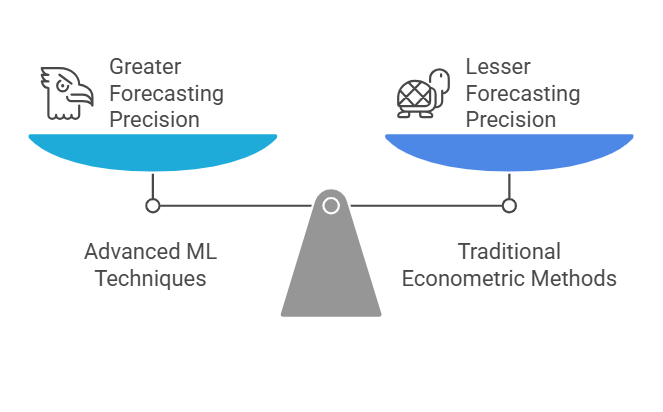 Greater
Forecasting
Precision
Lesser
Forecasting
Precision
Advanced ML
Techniques
Traditional
Econometric Methods